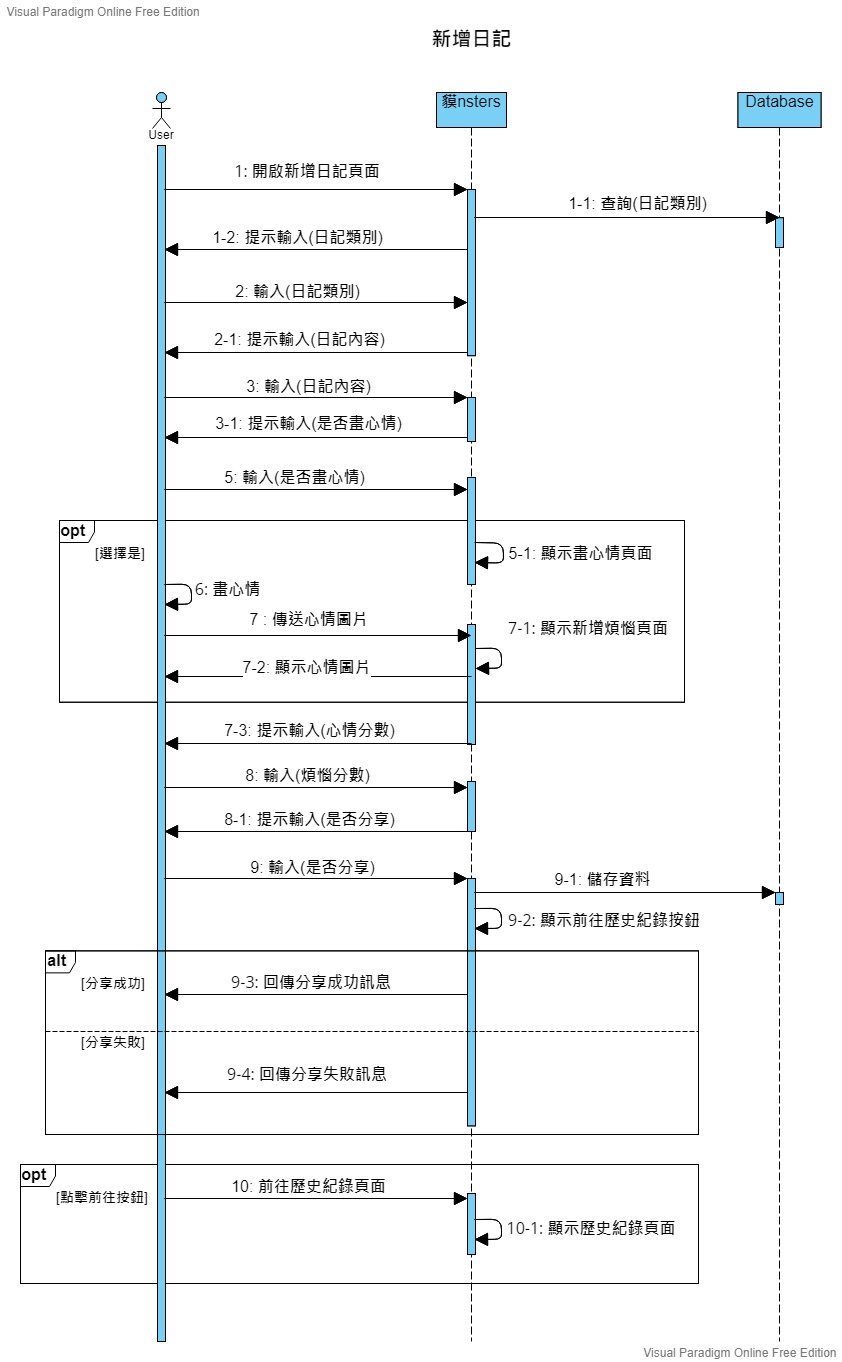 Visual Paradigm Online Free Edition
新增日記
User
貘nsters
Database
1: 開啟新增日記頁面
1-1: 查詢(日記類別)
1-2: 提示輸入(日記類別)
2: 輸入(日記類別)
2-1: 提示輸入(日記內容)
3: 輸入(日記內容)
3-1: 提示輸入(是否畫心情)
5: 輸入(是否畫心情)
opt
[選擇是]
5-1: 顯示畫心情頁面
6: 畫心情
7 : 傳送心情圖片
7-1: 顯示新增煩惱頁面
7-2: 顯示心情圖片
7-3: 提示輸入(心情分數)
8: 輸入(煩惱分數)
8-1: 提示輸入(是否分享)
9: 輸入(是否分享)
9-1: 儲存資料
9-2: 顯示前往歷史紀錄按鈕
alt
[分享成功]
9-3: 回傳分享成功訊息
[分享失敗]
9-4: 回傳分享失敗訊息
opt
[點擊前往按鈕]
10: 前往歷史紀錄頁面
10-1: 顯示歷史紀錄頁面
Visual Paradigm Online Free Edition